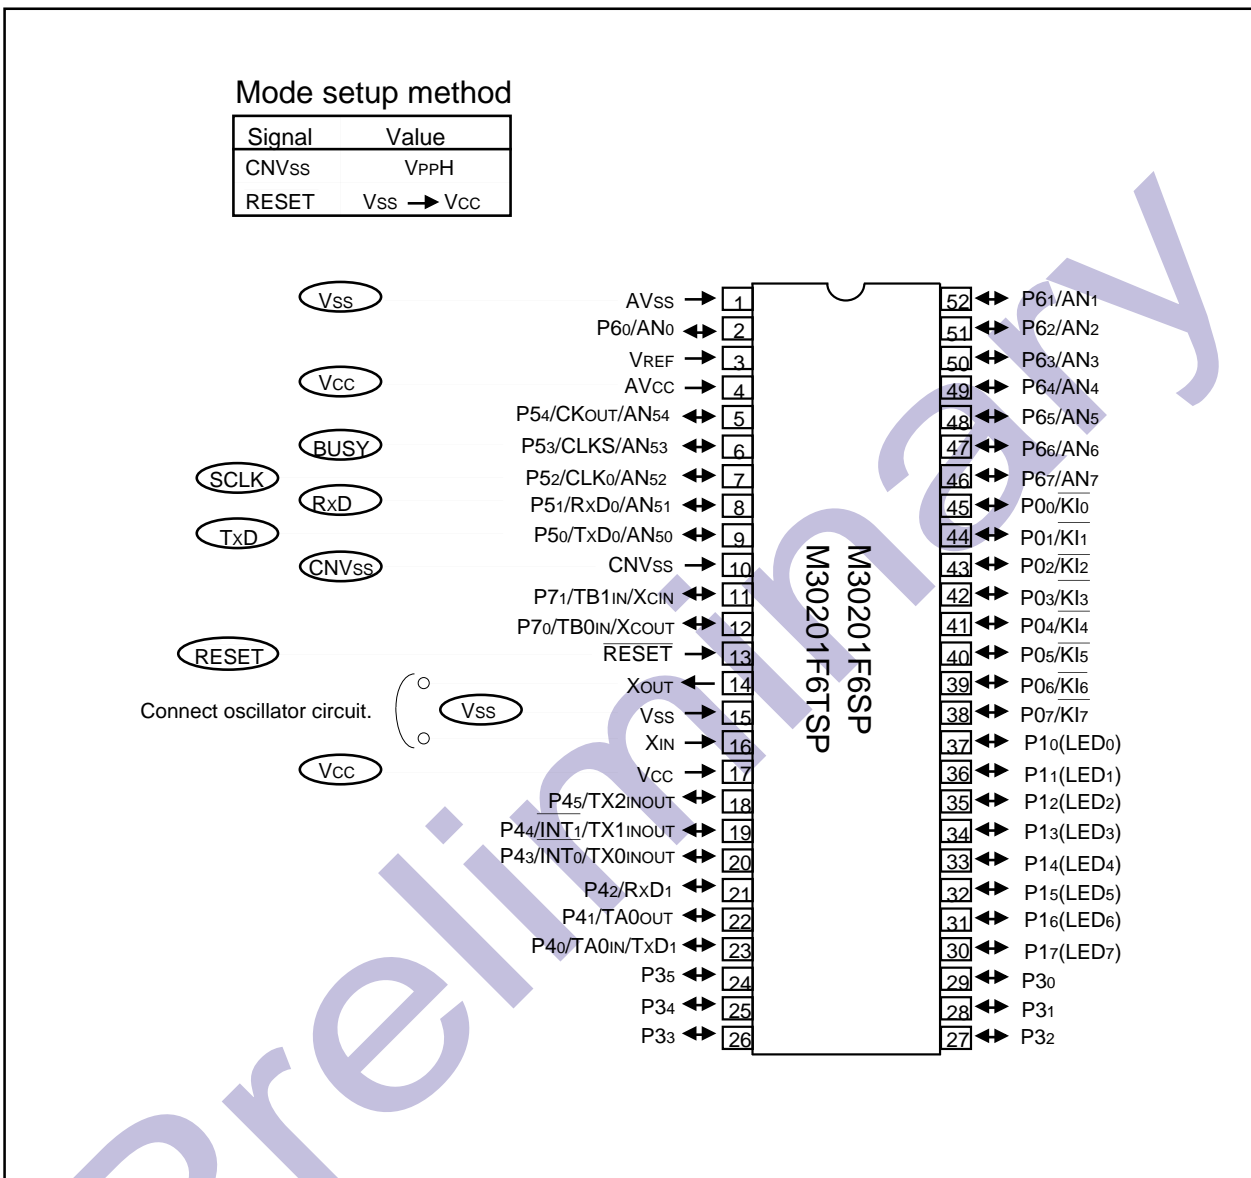 Mode setup method
Signal Value
CNVss VPPH
RESET Vss → Vcc
Vss AVss 1 52 P61/AN1
P60/AN0 2 51 P62/AN2
VREF 3 50 P63/AN3
Vcc AVcc 4 49 P64/AN4
P54/CKOUT/AN54 5 48 P65/AN5
BUSY P53/CLKS/AN53 6 47 P66/AN6
SCLK P52/CLK0/AN52 7 46 P67/AN7
RxD P51/RxD0/AN51 8 45 P00/KI0
TxD P50/TxD0/AN50 9 44 P01/KI1
CNVss CNVss 10 43 P02/KI2
P71/TB1IN/XCIN 11 42 P03/KI3
P70/TB0IN/XCOUT 12 41 P04/KI4
RESET RESET 13 40 P05/KI5
XOUT 14 39 P06/KI6
Connect oscillator circuit. Vss Vss 15 38 P07/KI7
XIN 16 37 P10(LED0)
Vcc Vcc 17 36 P11(LED1)
P45/TX2INOUT 18 35 P12(LED2)
P44/INT1/TX1INOUT 19 34 P13(LED3)
P43/INT0/TX0INOUT 20 33 P14(LED4)
P42/RxD1 21 32 P15(LED5)
P41/TA0OUT 22 31 P16(LED6)
P40/TA0IN/TxD1 23 30 P17(LED7)
P35 24 29 P30
P34 25 28 P31
P33 26 27 P32
M30201F6SP
M30201F6TSP
Preliminary